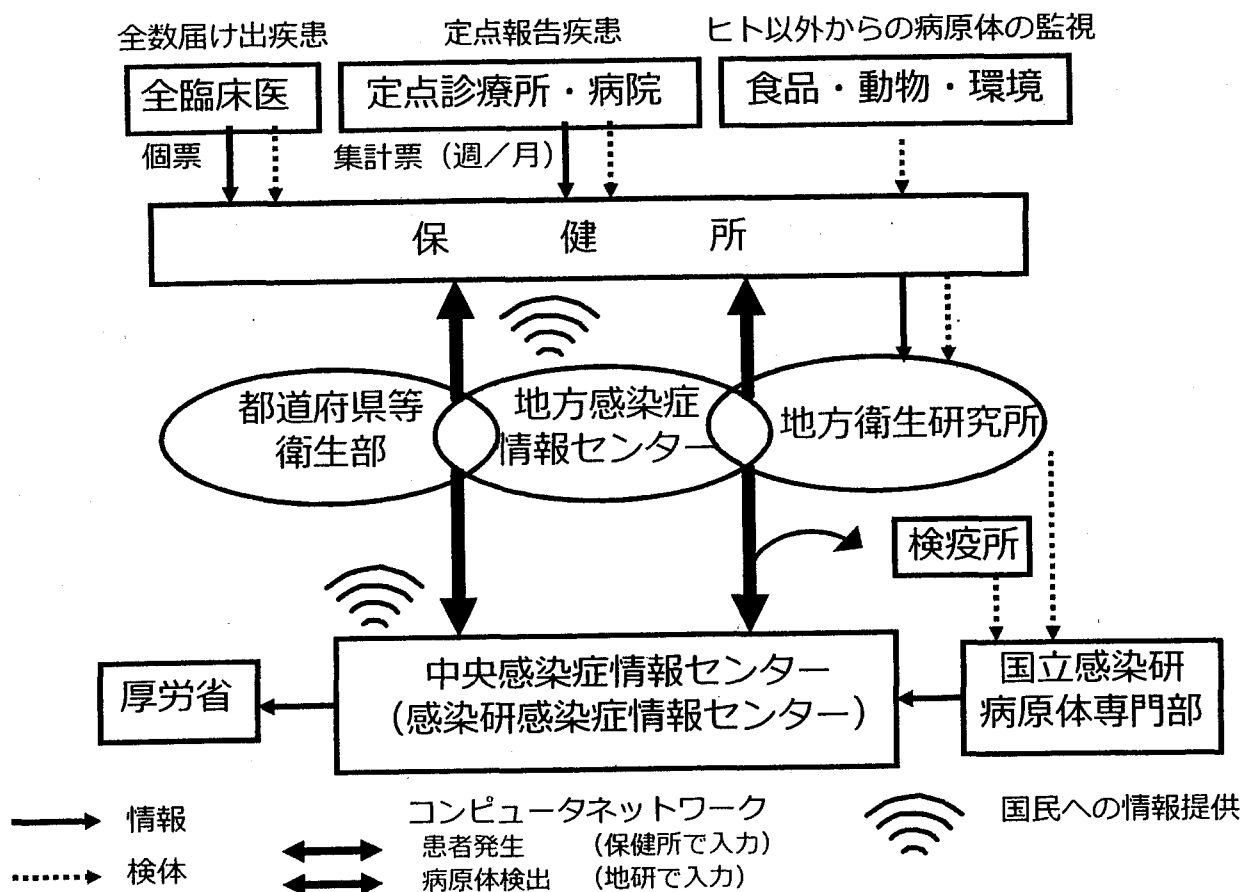 全数届け出疾患
定点報告疾患
ヒト以外からの病原体の監視
全臨床医
定点診療所・病院
食品・動物・環境
個票
集計票（週／月）
保健所
都道府県等
衛生部
地方感染症
情報センター
地方衛生研究所
検疫所
中央感染症情報センター
（感染研感染症情報センター）
厚労省
国立感染研
病原体専門部
情報
検体
コンピュータネットワーク
患者発生　（保健所で入力）
病原体検出　（地研で入力）
国民への情報提供